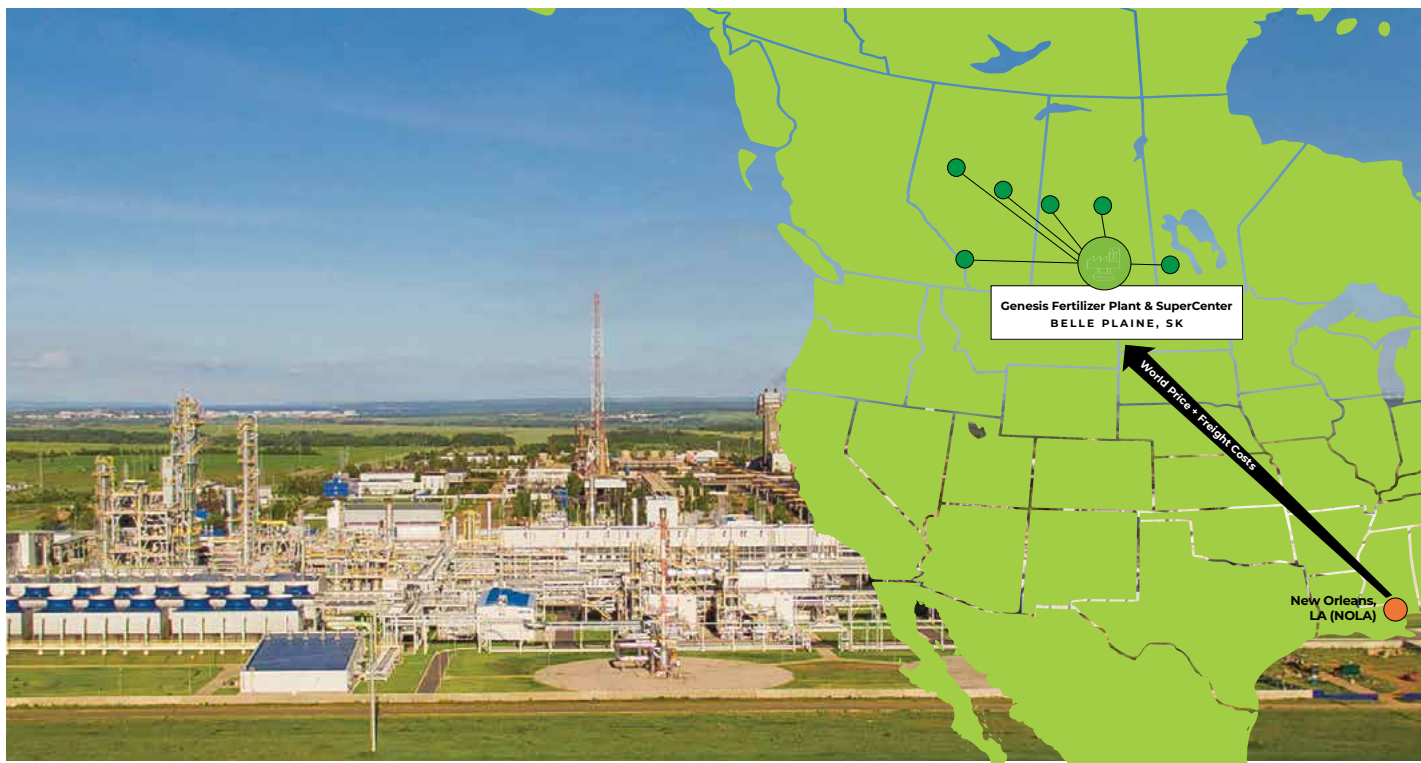 Genesis Fertilizer Plant & SuperCenter
BELLE PLAINE, SK
World Price + Freight Costs
New Orleans,
LA (NOLA)